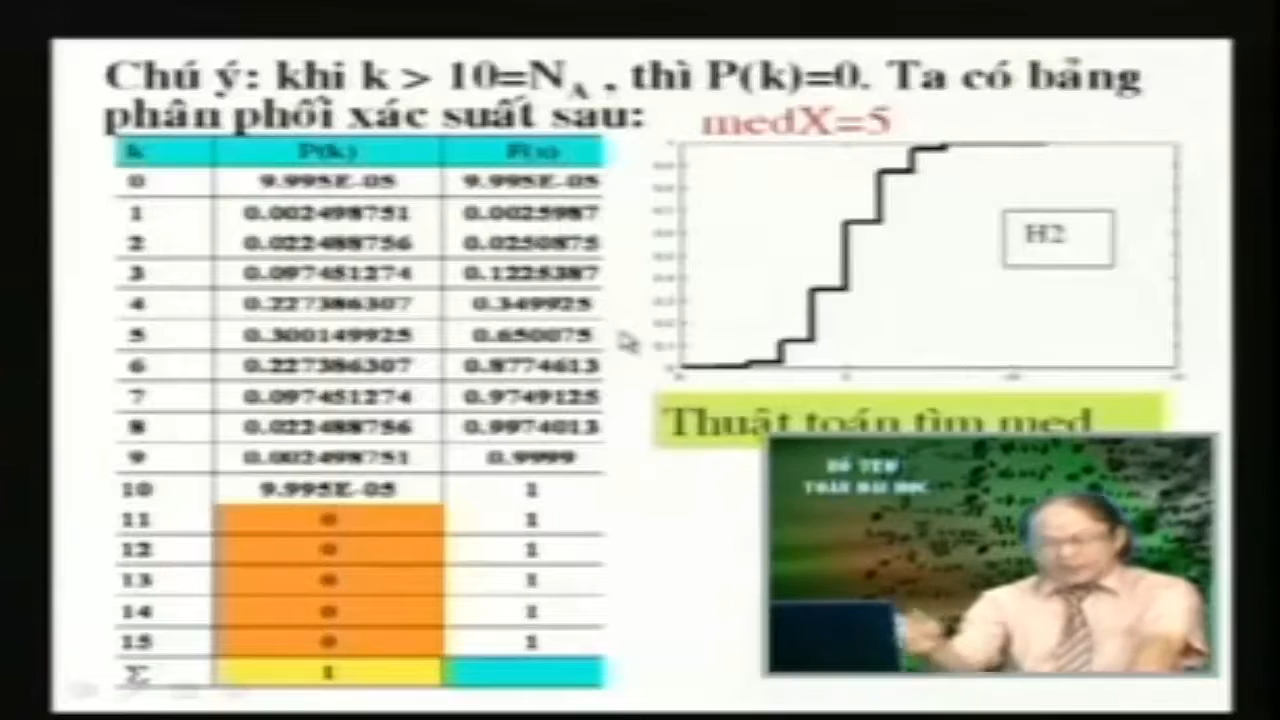 Chú ý: khi k > 10=N_A , thì P(k)=0. Ta có bảng
phân phối xác suất sau:
medX=5
k P(k) F(x)
0 9.995E-05 9.995E-05
1 0.002498751 0.0025987
2 0.022488756 0.0250875
3 0.097451274 0.1225387
4 0.227386307 0.349925
5 0.300149925 0.650075
6 0.227386307 0.8774613
7 0.097451274 0.9749125
8 0.022488756 0.9974013
9 0.002498751 0.9999
10 9.995E-05 1
11 0 1
12 0 1
13 0 1
14 0 1
15 0 1
Σ 1
H2
Thuật toán tìm med
TOÁN ĐẠI HỌC